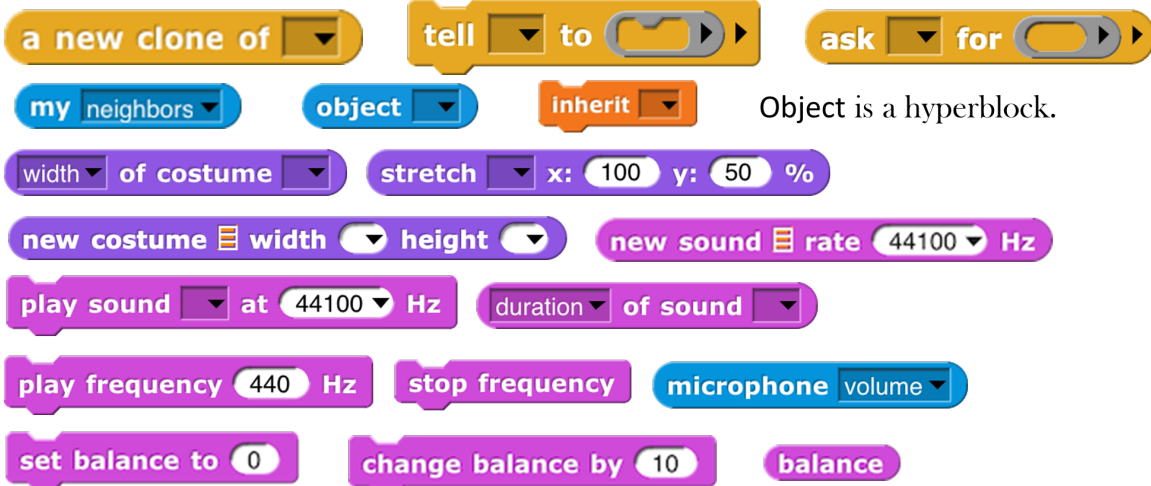 a new clone of tell to ask for
my neighbors object inherit Object is a hyperblock.
width of costume stretch x: 100 y: 50 %
new costume width height new sound rate 44100 Hz
play sound at 44100 Hz duration of sound
play frequency 440 Hz stop frequency microphone volume
set balance to 0 change balance by 10 balance